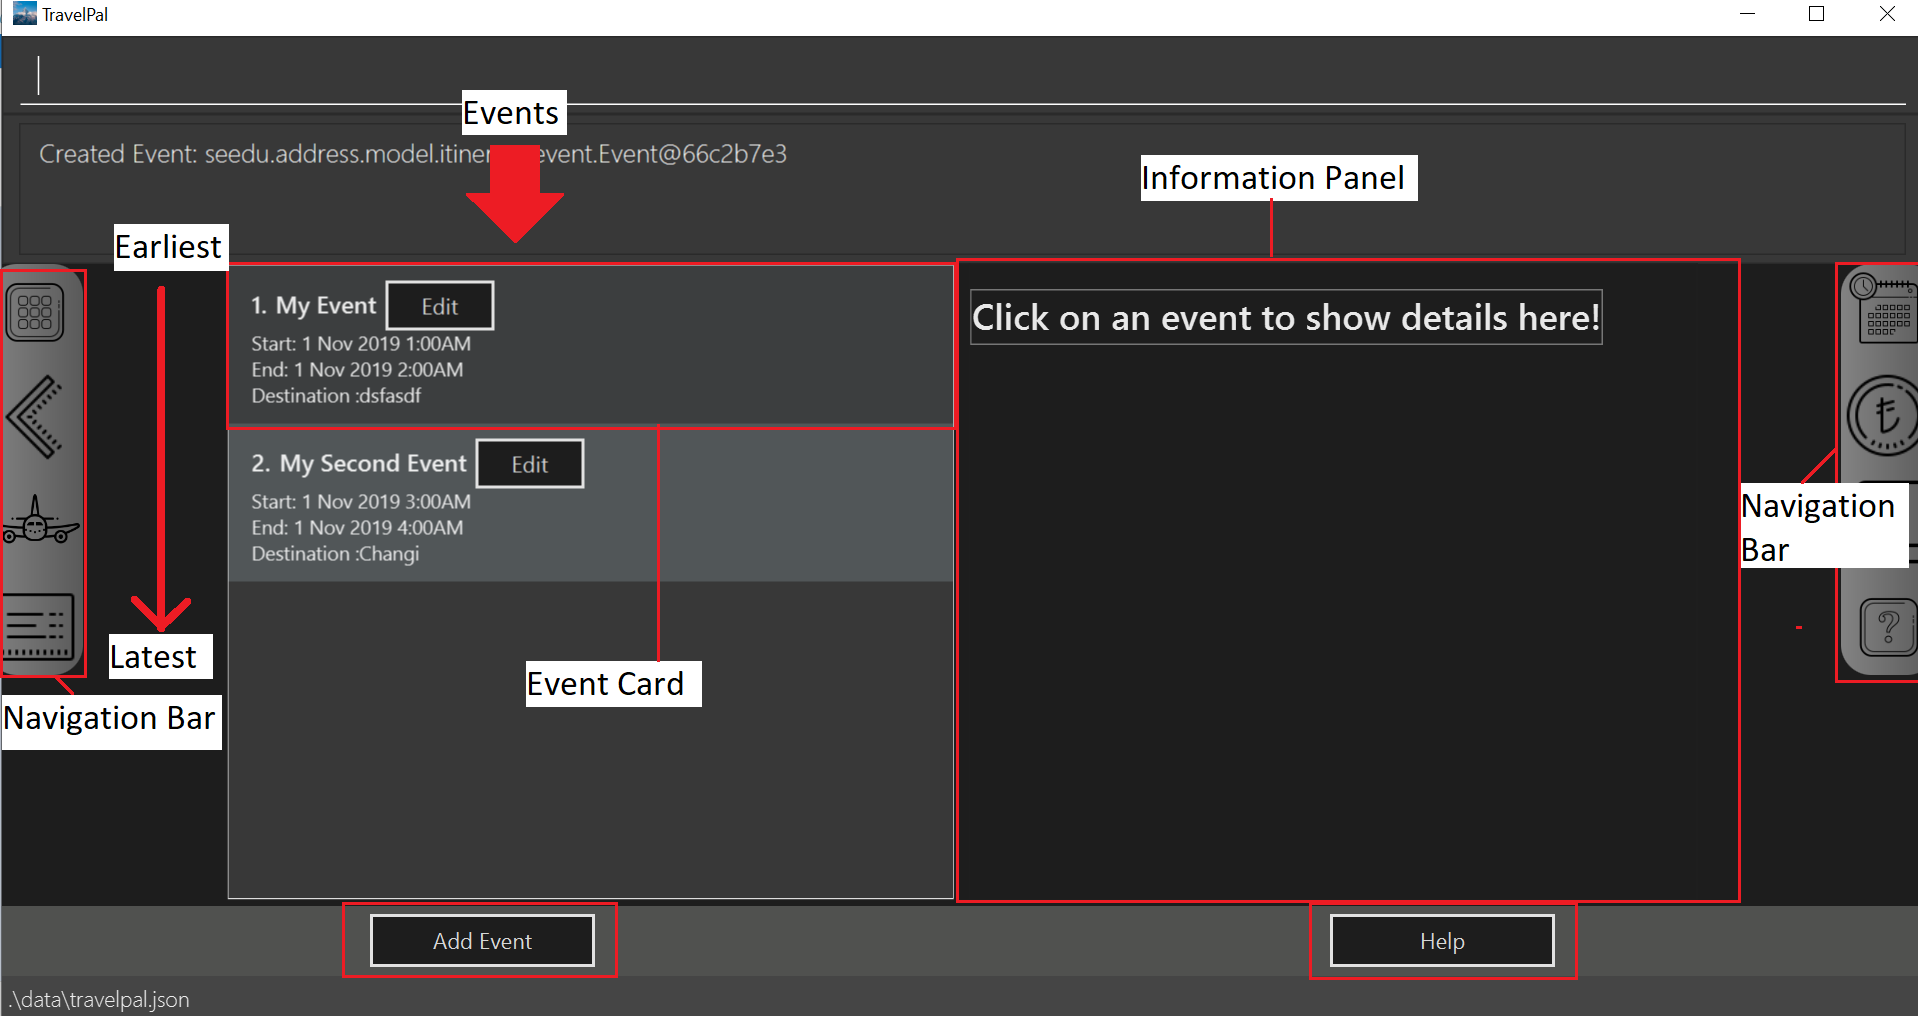 TravelPal
Events
Created Event: seedu.address.model.itiner event.Event@66c2b7e3
Information Panel
Earliest
1. My Event
Edit
Start: 1 Nov 2019 1:00AM
End: 1 Nov 2019 2:00AM
Destination :dsfasdf
Click on an event to show details here!
2. My Second Event
Edit
Start: 1 Nov 2019 3:00AM
End: 1 Nov 2019 4:00AM
Destination :Changi
Navigation
Bar
?
Latest
Event Card
Navigation Bar
Add Event
Help
.\data\travelpal.json